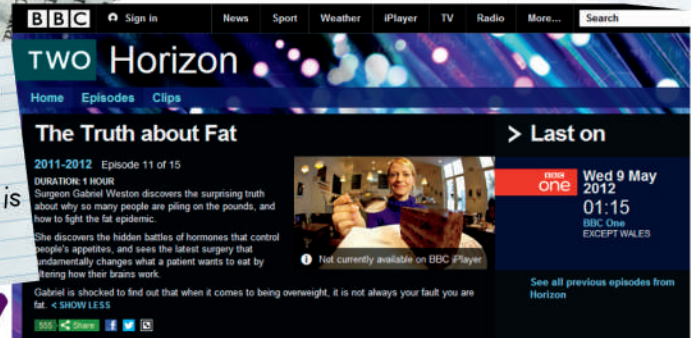 BBC Sign in News Sport Weather iPlayer TV Radio More... Search
TWO Horizon
Home Episodes Clips
The Truth about Fat
2011-2012 Episode 11 of 15
DURATION: 1 HOUR
Surgeon Gabriel Weston discovers the surprising truth
about why so many people are piling on the pounds, and
how to fight the fat epidemic.
She discovers the hidden battles of hormones that control
people's appetites, and sees the latest surgery that
fundamentally changes what a patient wants to eat by
altering how their brains work.
Not currently available on BBC iPlayer
Gabriel is shocked to find out that when it comes to being overweight, it is not always your fault you are
fat. < SHOW LESS
555 Share
> Last on
BBC
one
Wed 9 May
2012
01:15
BBC One
EXCEPT WALES
See all previous episodes from
Horizon
is